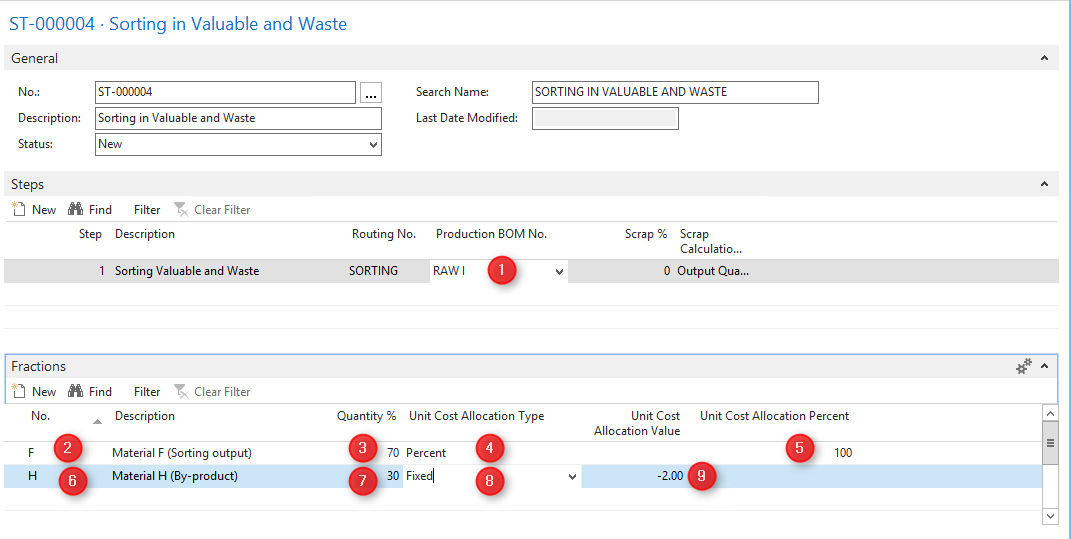 ST-000004 · Sorting in Valuable and Waste
General
No.: ST-000004 ... Search Name: SORTING IN VALUABLE AND WASTE
Description: Sorting in Valuable and Waste Last Date Modified:
Status: New
Steps
New Find Filter Clear Filter
Step Description Routing No. Production BOM No. Scrap % Scrap
Calculatio...
1 Sorting Valuable and Waste SORTING RAW I 1 0 Output Qua...
Fractions
New Find Filter Clear Filter
No. Description Quantity % Unit Cost Allocation Type Unit Cost Unit Cost Allocation Percent
Allocation Value
F 2 Material F (Sorting output) 3 70 Percent 4 5 100
H 6 Material H (By-product) 7 30 Fixed 8 -2.00 9